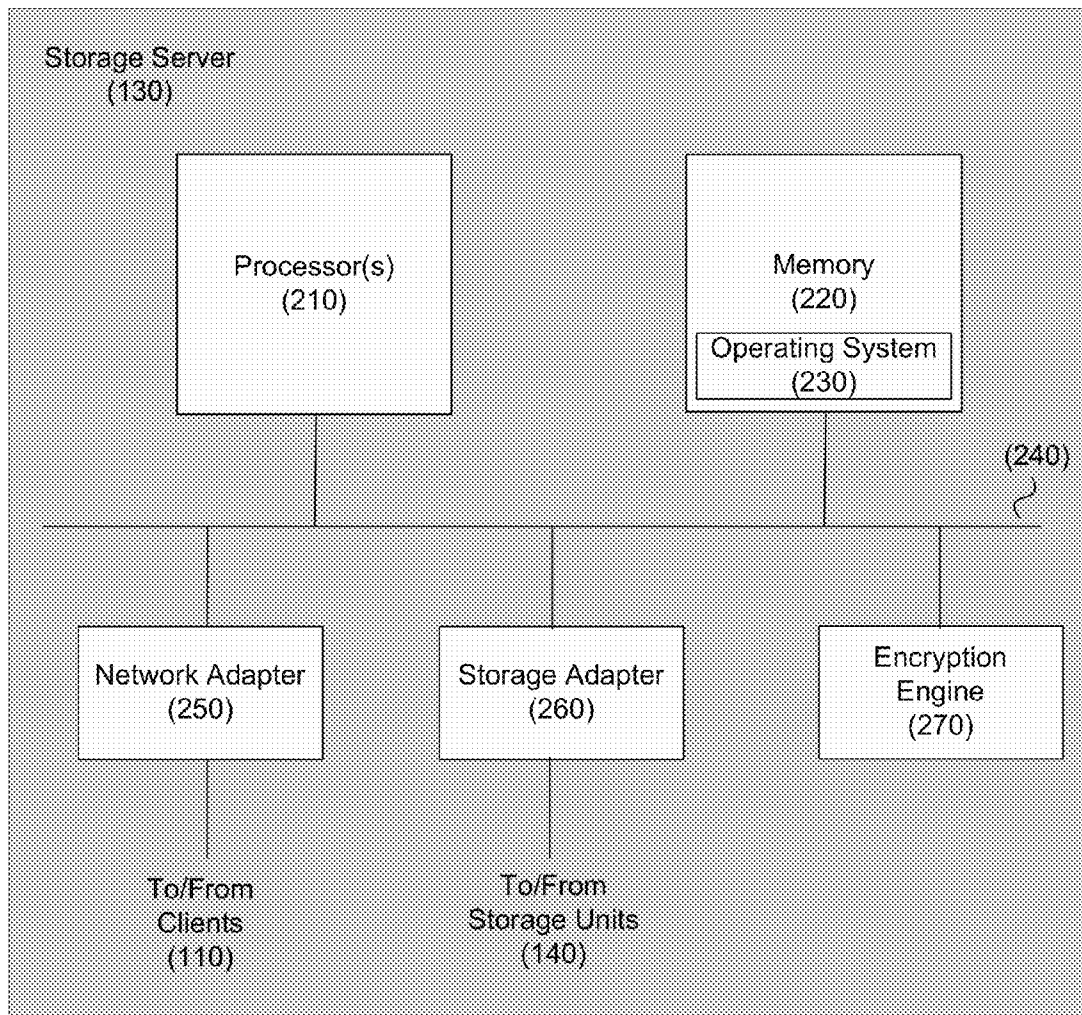 Storage Server
(130)
Processor(s)
(210)
Memory
(220)
Operating System
(230)
(240)
Network Adapter
(250)
Storage Adapter
(260)
Encryption
Engine
(270)
To/From
Clients
(110)
To/From
Storage Units
(140)